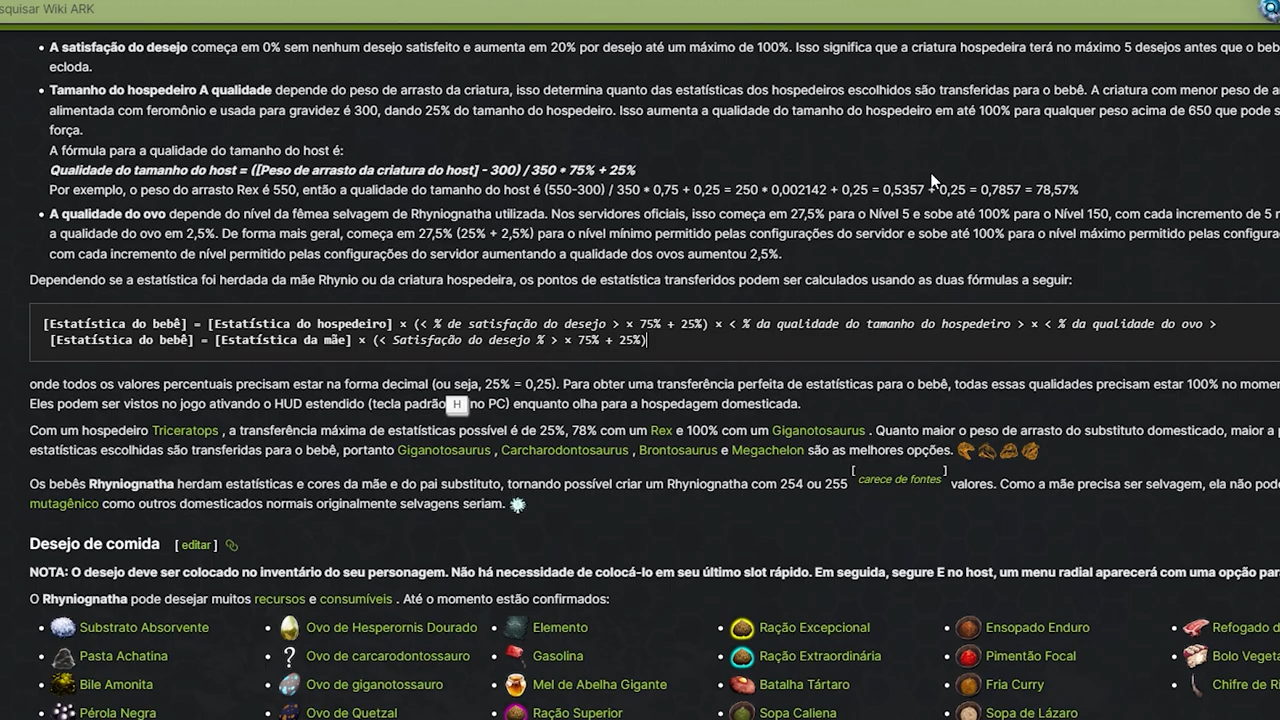 squisar Wiki ARK
• A satisfação do desejo começa em 0% sem nenhum desejo satisfeito e aumenta em 20% por desejo até um máximo de 100%. Isso significa que a criatura hospedeira terá no máximo 5 desejos antes que o beb
ecloda.
• Tamanho do hospedeiro A qualidade depende do peso de arrasto da criatura, isso determina quanto das estatísticas dos hospedeiros escolhidos são transferidas para o bebê. A criatura com menor peso de a
alimentada com feromônio e usada para gravidez é 300, dando 25% do tamanho do hospedeiro. Isso aumenta a qualidade do tamanho do hospedeiro em até 100% para qualquer peso acima de 650 que pode s
força.
A fórmula para a qualidade do tamanho do host é:
Qualidade do tamanho do host = ([Peso de arrasto da criatura do host] - 300) / 350 * 75% + 25%
Por exemplo, o peso do arrasto Rex é 550, então a qualidade do tamanho do host é (550-300) / 350 * 0,75 + 0,25 = 250 * 0,002142 + 0,25 = 0,5357 + 0,25 = 0,7857 = 78,57%
• A qualidade do ovo depende do nível da fêmea selvagem de Rhyniognatha utilizada. Nos servidores oficiais, isso começa em 27,5% para o Nível 5 e sobe até 100% para o Nível 150, com cada incremento de 5 n
a qualidade do ovo em 2,5%. De forma mais geral, começa em 27,5% (25% + 2,5%) para o nível mínimo permitido pelas configurações do servidor e sobe até 100% para o nível máximo permitido pelas configura
com cada incremento de nível permitido pelas configurações do servidor aumentando a qualidade dos ovos aumentou 2,5%.
Dependendo se a estatística foi herdada da mãe Rhynio ou da criatura hospedeira, os pontos de estatística transferidos podem ser calculados usando as duas fórmulas a seguir:
[Estatística do bebê] = [Estatística do hospedeiro] × (< % de satisfação do desejo > × 75% + 25%) × < % da qualidade do tamanho do hospedeiro > × < % da qualidade do ovo >
[Estatística do bebê] = [Estatística da mãe] × (< Satisfação do desejo % > × 75% + 25%)
onde todos os valores percentuais precisam estar na forma decimal (ou seja, 25% = 0,25). Para obter uma transferência perfeita de estatísticas para o bebê, todas essas qualidades precisam estar 100% no momen
Eles podem ser vistos no jogo ativando o HUD estendido (tecla padrão H no PC) enquanto olha para a hospedagem domesticada.
Com um hospedeiro Triceratops , a transferência máxima de estatísticas possível é de 25%, 78% com um Rex e 100% com um Giganotosaurus . Quanto maior o peso de arrasto do substituto domesticado, maior a p
estatísticas escolhidas são transferidas para o bebê, portanto Giganotosaurus , Carcharodontosaurus , Brontosaurus e Megachelon são as melhores opções.
Os bebês Rhyniognatha herdam estatísticas e cores da mãe e do pai substituto, tornando possível criar um Rhyniognatha com 254 ou 255 [carece de fontes] valores. Como a mãe precisa ser selvagem, ela não pode
mutagênico como outros domesticados normais originalmente selvagens seriam.
Desejo de comida [ editar ]
NOTA: O desejo deve ser colocado no inventário do seu personagem. Não há necessidade de colocá-lo em seu último slot rápido. Em seguida, segure E no host, um menu radial aparecerá com uma opção par
O Rhyniognatha pode desejar muitos recursos e consumíveis . Até o momento estão confirmados:
• Substrato Absorvente • Ovo de Hesperornis Dourado • Elemento • Ração Excepcional • Ensopado Enduro • Refogado d
• Pasta Achatina • Ovo de carcarodontossauro • Gasolina • Ração Extraordinária • Pimentão Focal • Bolo Vegeta
• Bile Amonita • Ovo de giganotossauro • Mel de Abelha Gigante • Batalha Tártaro • Fria Curry • Chifre de Ri
• Pérola Negra • Ovo de Quetzal • Ração Superior • Sopa Caliena • Sopa de Lázaro